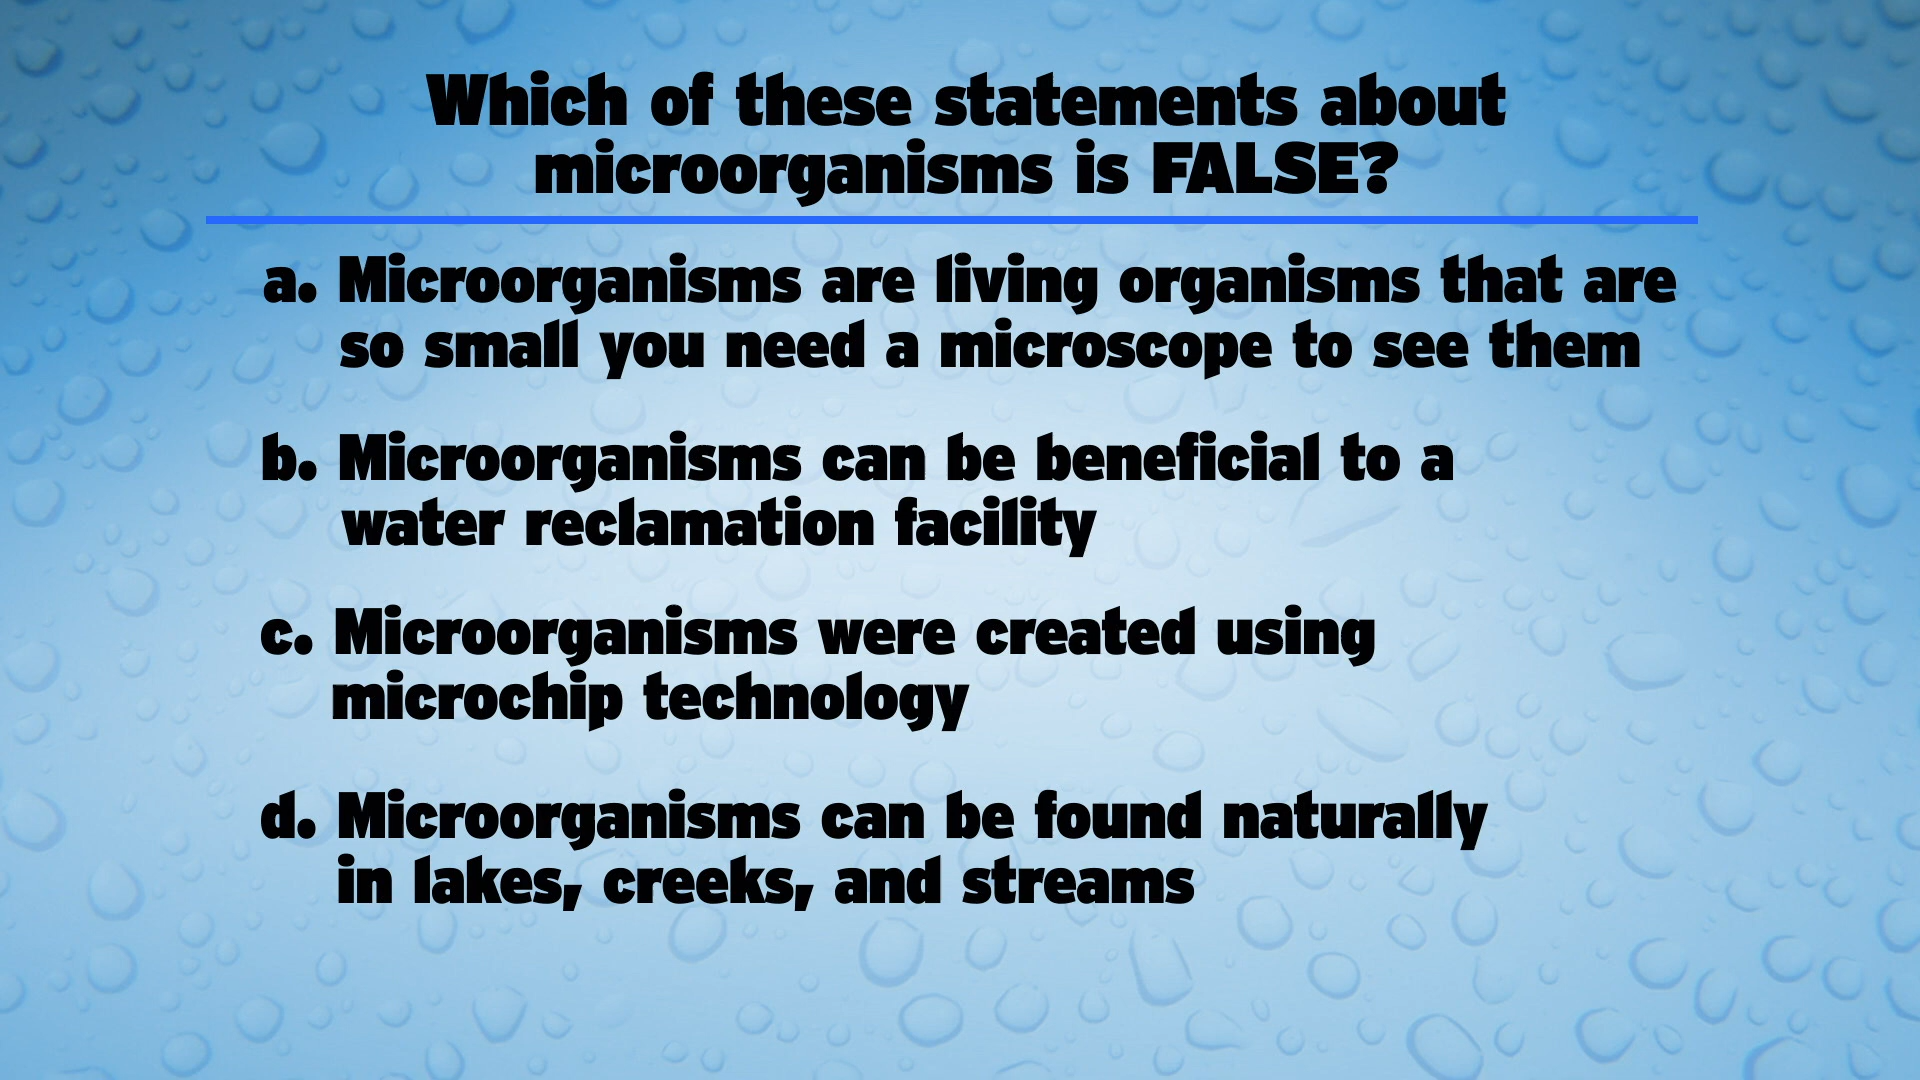 Which of these statements about
microorganisms is FALSE?
a. Microorganisms are living organisms that are
so small you need a microscope to see them
b. Microorganisms can be beneficial to a
water reclamation facility
c. Microorganisms were created using
microchip technology
d. Microorganisms can be found naturally
in lakes, creeks, and streams